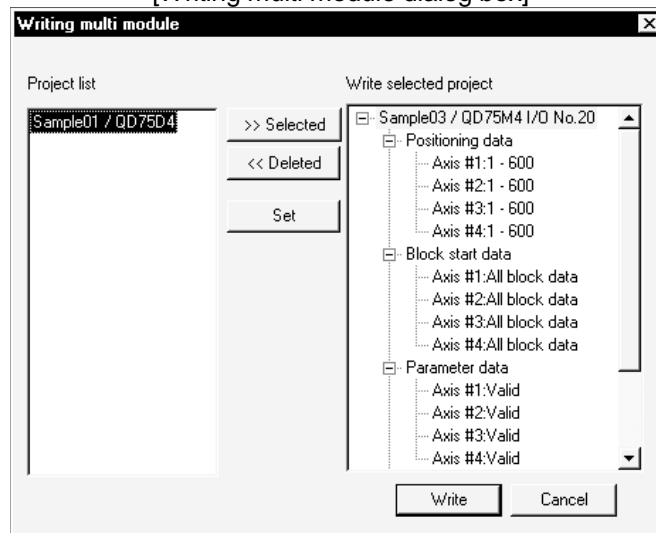 [Writing multi module dialog box]
Writing multi module
Project list
Sample01 / QD75D4
>> Selected
<< Deleted
Set
Write selected project
Sample03 / QD75M4 I/O No.20
Positioning data
Axis #1:1 - 600
Axis #2:1 - 600
Axis #3:1 - 600
Axis #4:1 - 600
Block start data
Axis #1:All block data
Axis #2:All block data
Axis #3:All block data
Axis #4:All block data
Parameter data
Axis #1:Valid
Axis #2:Valid
Axis #3:Valid
Axis #4:Valid
Write
Cancel